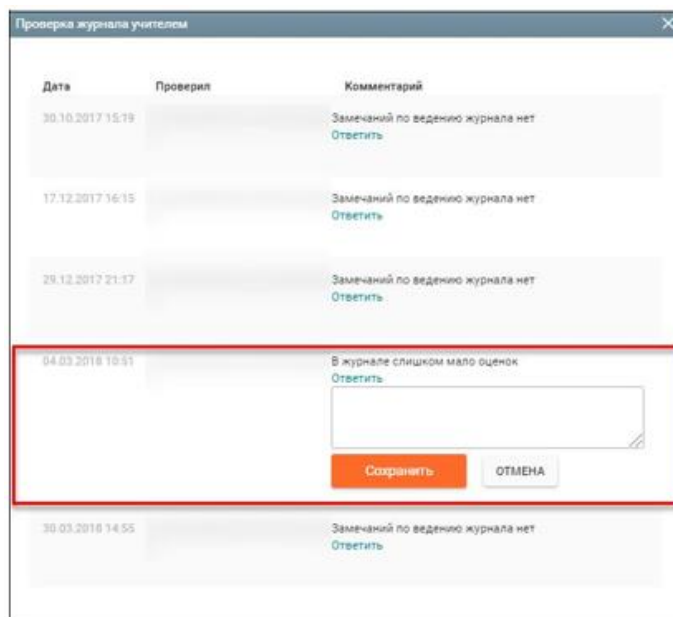 Проверка журнала учителем
Дата Проверил Комментарий
30.10.2017 15:19 Замечаний по ведению журнала нет
Ответить
17.12.2017 16:15 Замечаний по ведению журнала нет
Ответить
29.12.2017 21:17 Замечаний по ведению журнала нет
Ответить
04.03.2018 10:51 В журнале слишком мало оценок
Ответить
Сохранить ОТМЕНА
30.03.2018 14:55 Замечаний по ведению журнала нет
Ответить